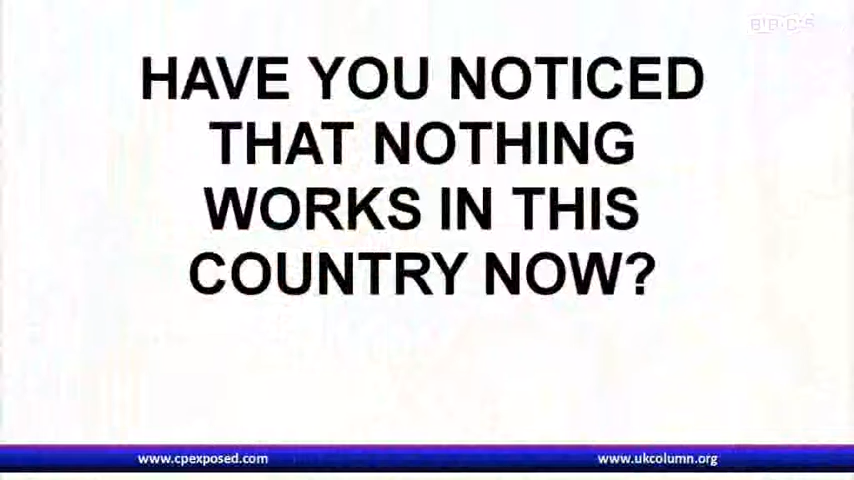 HAVE YOU NOTICED
THAT NOTHING
WORKS IN THIS
COUNTRY NOW?
www.cpexposed.com
www.ukcolumn.org